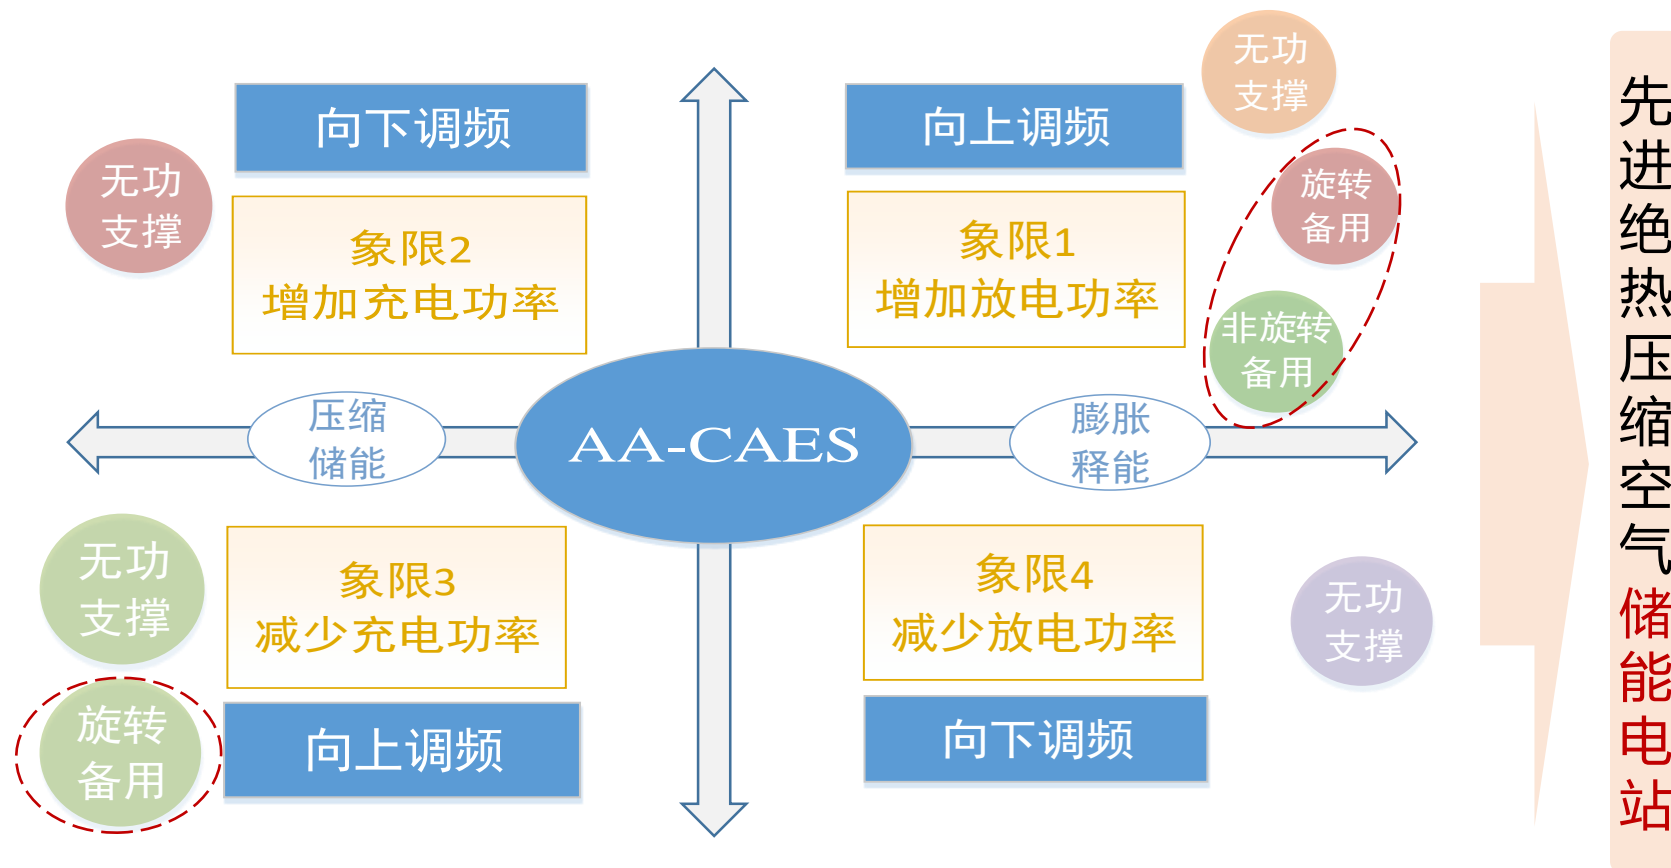 向下调频
无功
支撑
象限2
增加充电功率
向上调频
无功
支撑
象限1
增加放电功率
旋转
备用
非旋转
备用
压缩
储能
AA-CAES
膨胀
释能
无功
支撑
象限3
减少充电功率
旋转
备用
向上调频
象限4
减少放电功率
无功
支撑
向下调频
先
进
绝
热
压
缩
空
气
储
能
电
站